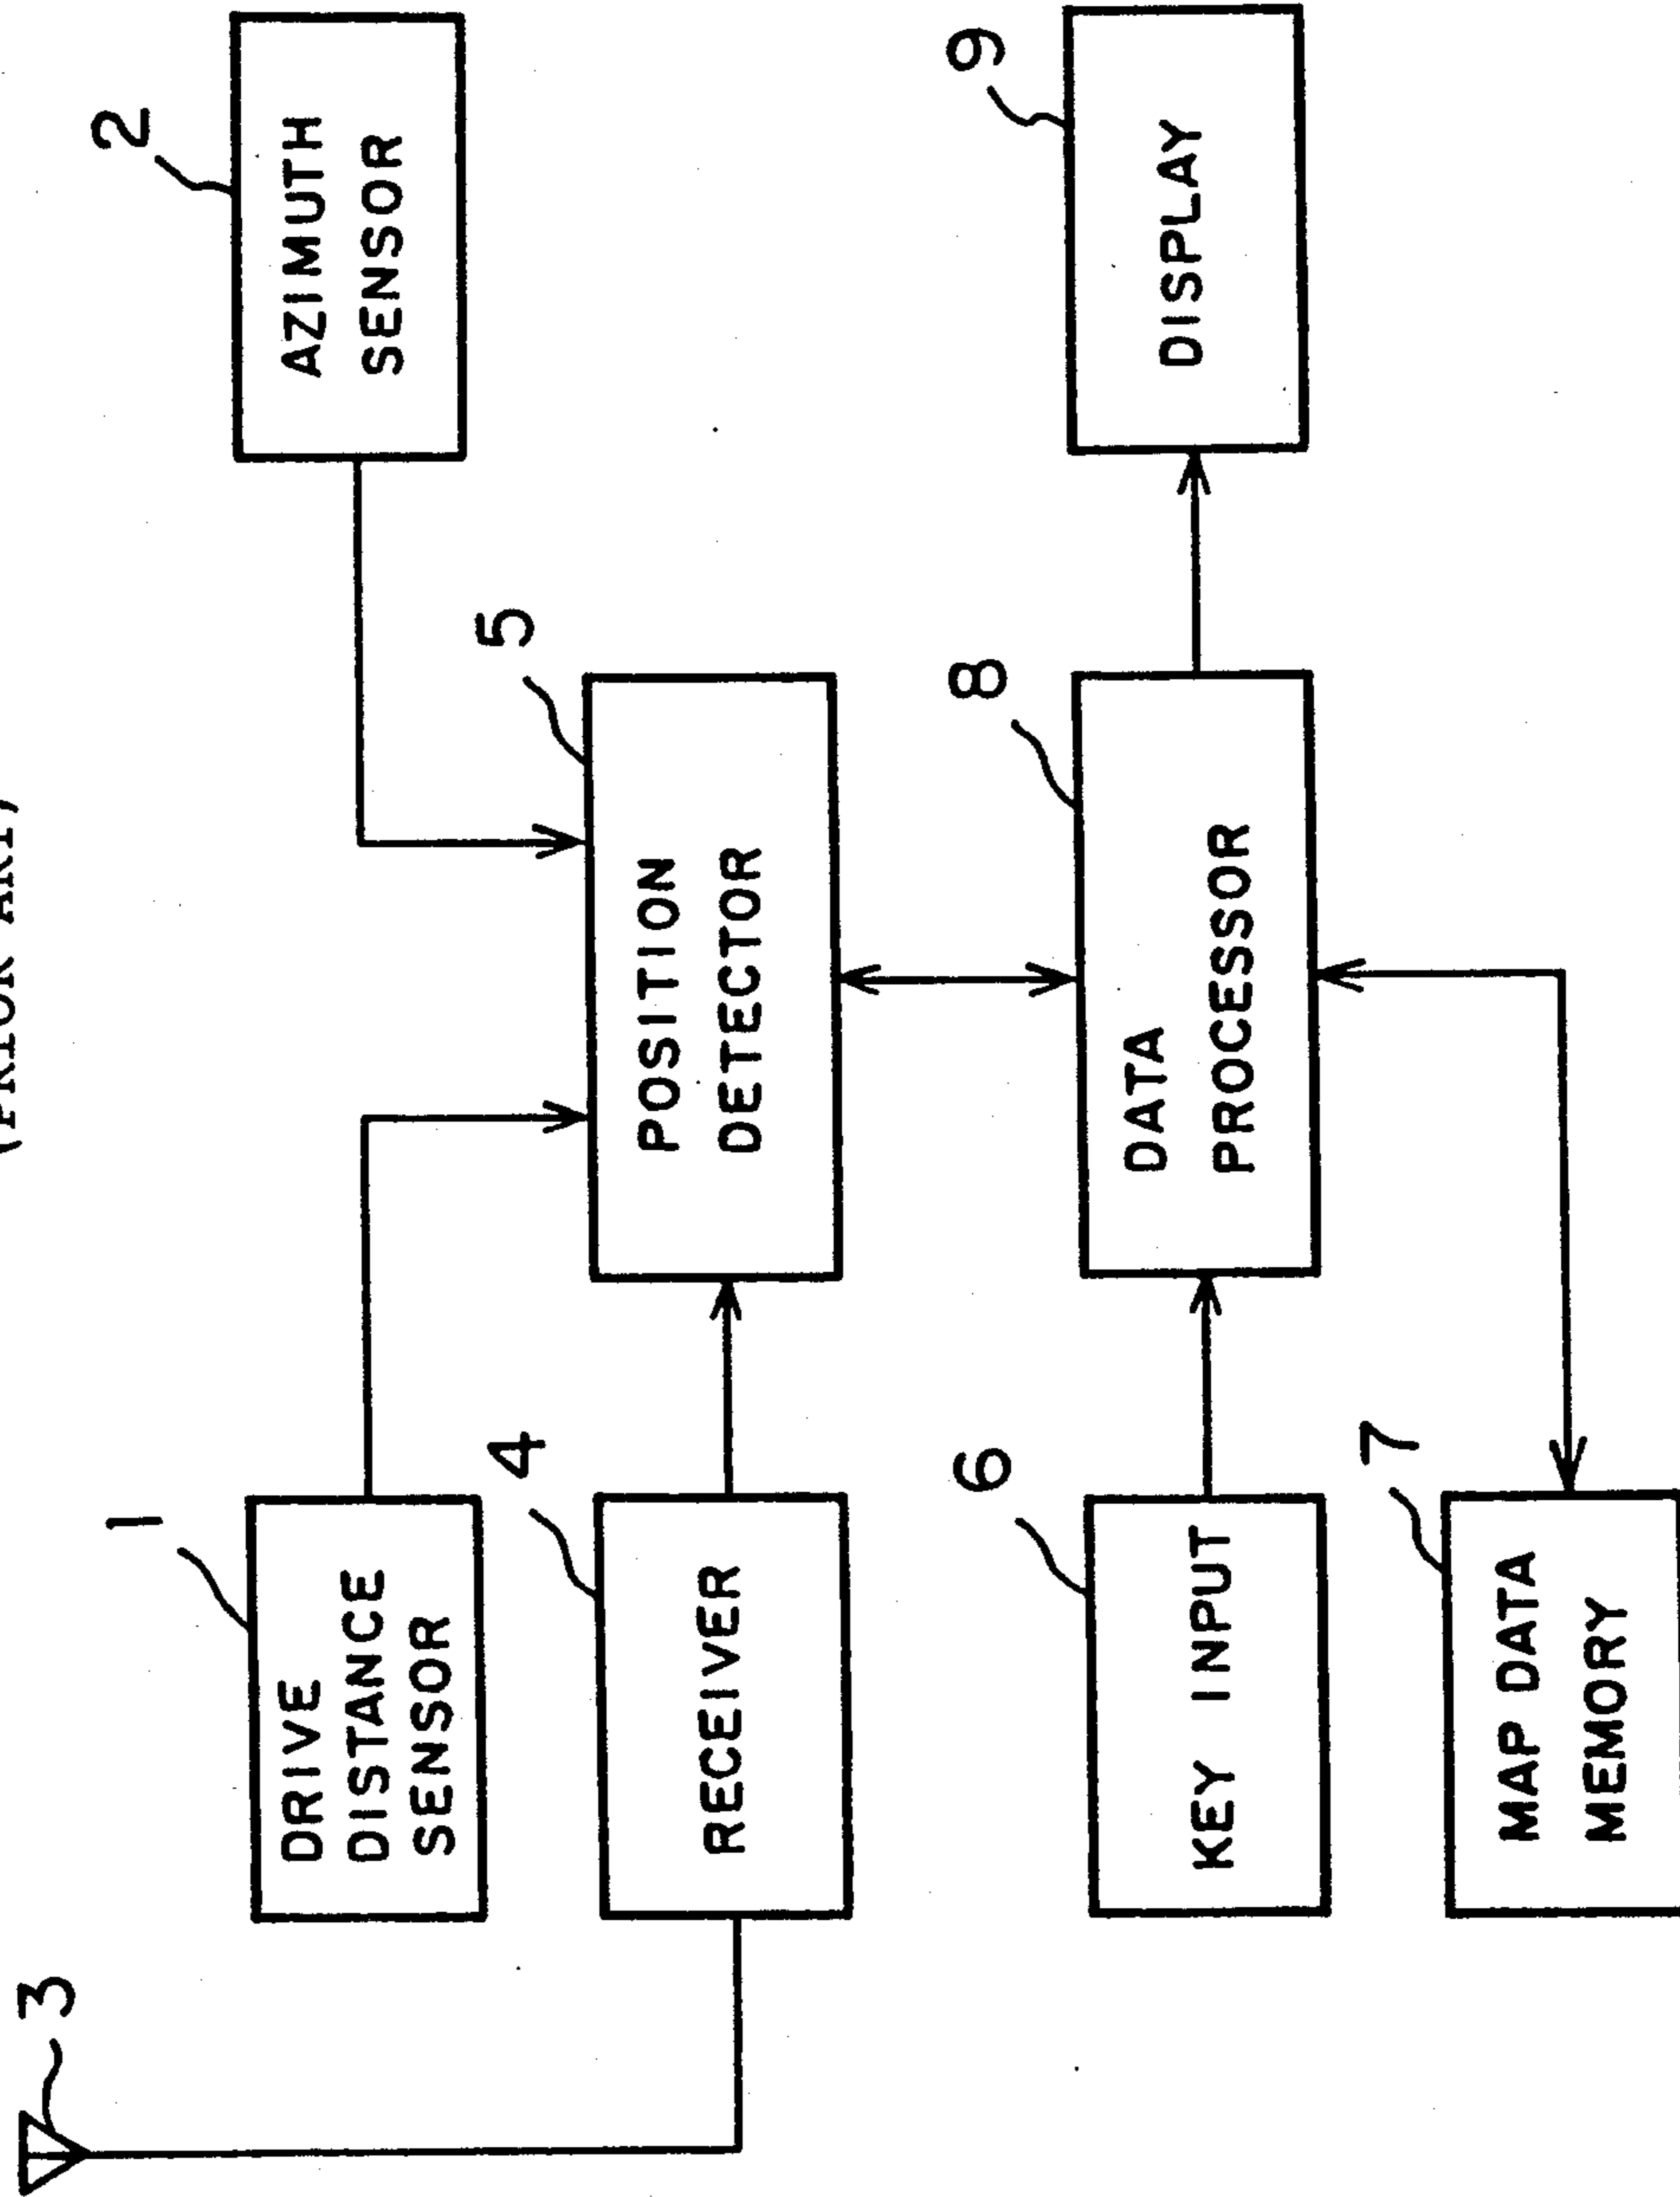 (PRIOR ART)
3
1
DRIVE
DISTANCE
SENSOR
2
AZIMUTH
SENSOR
4
RECEIVER
5
POSITION
DETECTOR
6
KEY INPUT
8
DATA
PROCESSOR
9
DISPLAY
7
MAP DATA
MEMORY